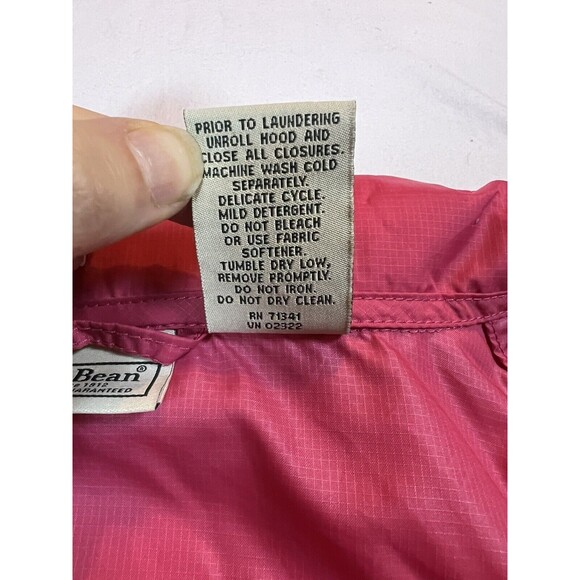 PRIOR TO LAUNDERING
UNROLL HOOD AND
CLOSE ALL CLOSURES.
MACHINE WASH COLD
SEPARATELY.
DELICATE CYCLE.
MILD DETERGENT.
DO NOT BLEACH
OR USE FABRIC
SOFTENER.
TUMBLE DRY LOW,
REMOVE PROMPTLY.
DO NOT IRON.
DO NOT DRY CLEAN.
RN 71341
VN 02322
Bean®
1912
GUARANTEED